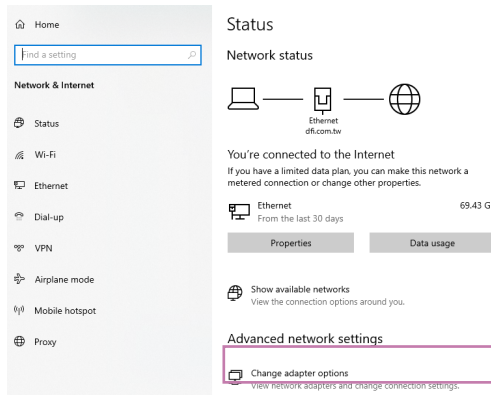 Home
Find a setting
Network & Internet
Status
Wi-Fi
Ethernet
Dial-up
VPN
Airplane mode
Mobile hotspot
Proxy
Status
Network status
Ethernet
dfi.com.tw
You're connected to the Internet
If you have a limited data plan, you can make this network a
metered connection or change other properties.
Ethernet
69.43 G
From the last 30 days
Properties
Data usage
Show available networks
View the connection options around you.
Advanced network settings
Change adapter options
View network adapters and change connection settings.